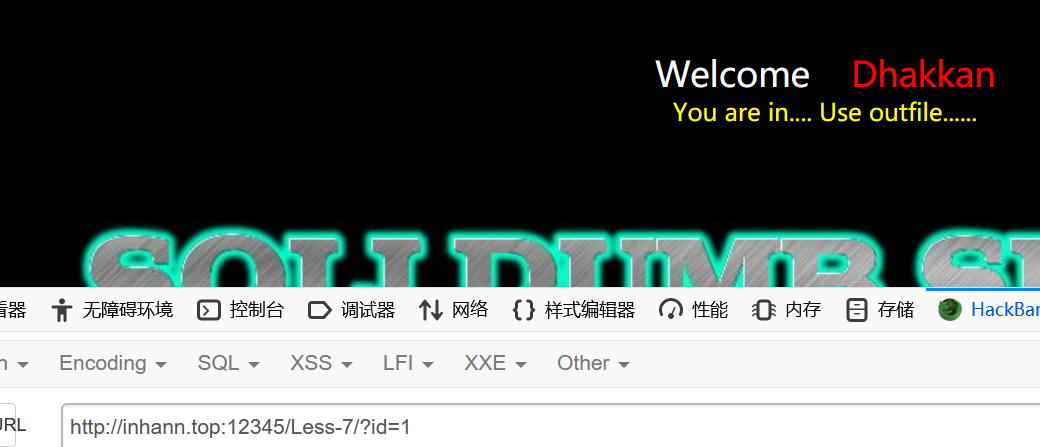 Welcome Dhakkan
You are in.... Use outfile......
SQLI DUMB S
看器 无障碍环境 控制台 调试器 网络 样式编辑器 性能 内存 存储 HackBar
n Encoding SQL XSS LFI XXE Other
URL http://inhann.top:12345/Less-7/?id=1